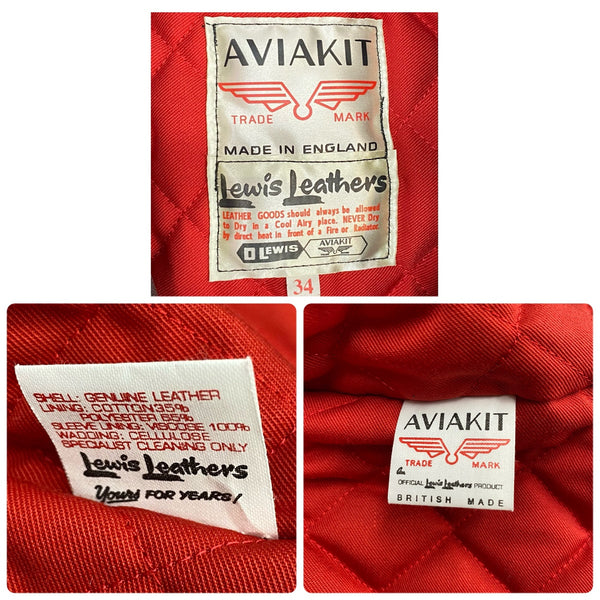 AVIAKIT
TRADE MARK
MADE IN ENGLAND
Lewis Leathers
LEATHER GOODS should always be allowed
to Dry in a Cool Airy place. NEVER Dry
by direct heat in front of a Fire or Radiator.
D LEWIS AVIAKIT
34
SHELL: GENUINE LEATHER
LINING: COTTON 35%
POLYESTER 65%
SLEEVE LINING: VISCOSE 100%
WADDING: CELLULOSE
SPECIALIST CLEANING ONLY
Lewis Leathers
Yours FOR YEARS!
AVIAKIT
TRADE MARK
An
OFFICIAL Lewis Leathers PRODUCT
BRITISH MADE